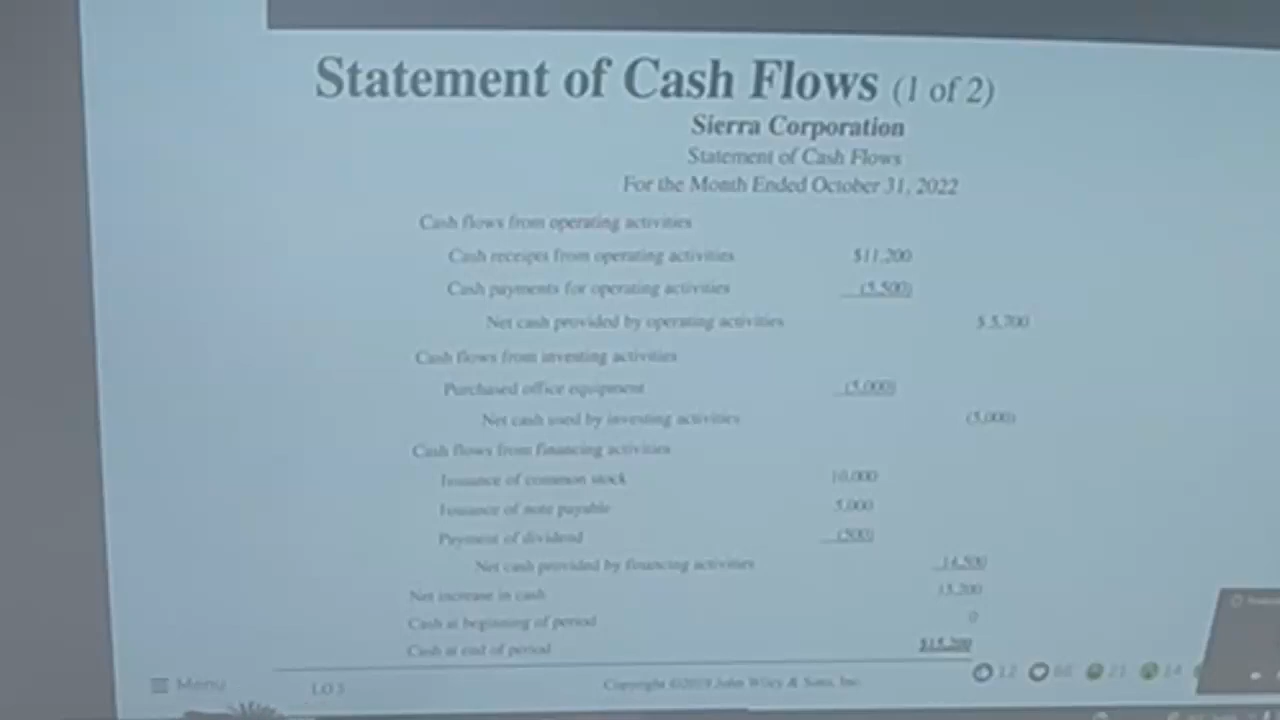 Statement of Cash Flows (1 of 2)
Sierra Corporation
Statement of Cash Flows
For the Month Ended October 31, 2022
Cash flows from operating activities
Cash receipts from operating activities $11,200
Cash payments for operating activities (5,500)
Net cash provided by operating activities $ 5,700
Cash flows from investing activities
Purchased office equipment (5,000)
Net cash used by investing activities (5,000)
Cash flows from financing activities
Issuance of common stock 10,000
Issuance of note payable 5,000
Payment of dividend (500)
Net cash provided by financing activities 14,500
Net increase in cash 15,200
Cash at beginning of period 0
Cash at end of period $15,200
Menu LO 5 Copyright ©2019 John Wiley & Sons, Inc 12 21 14